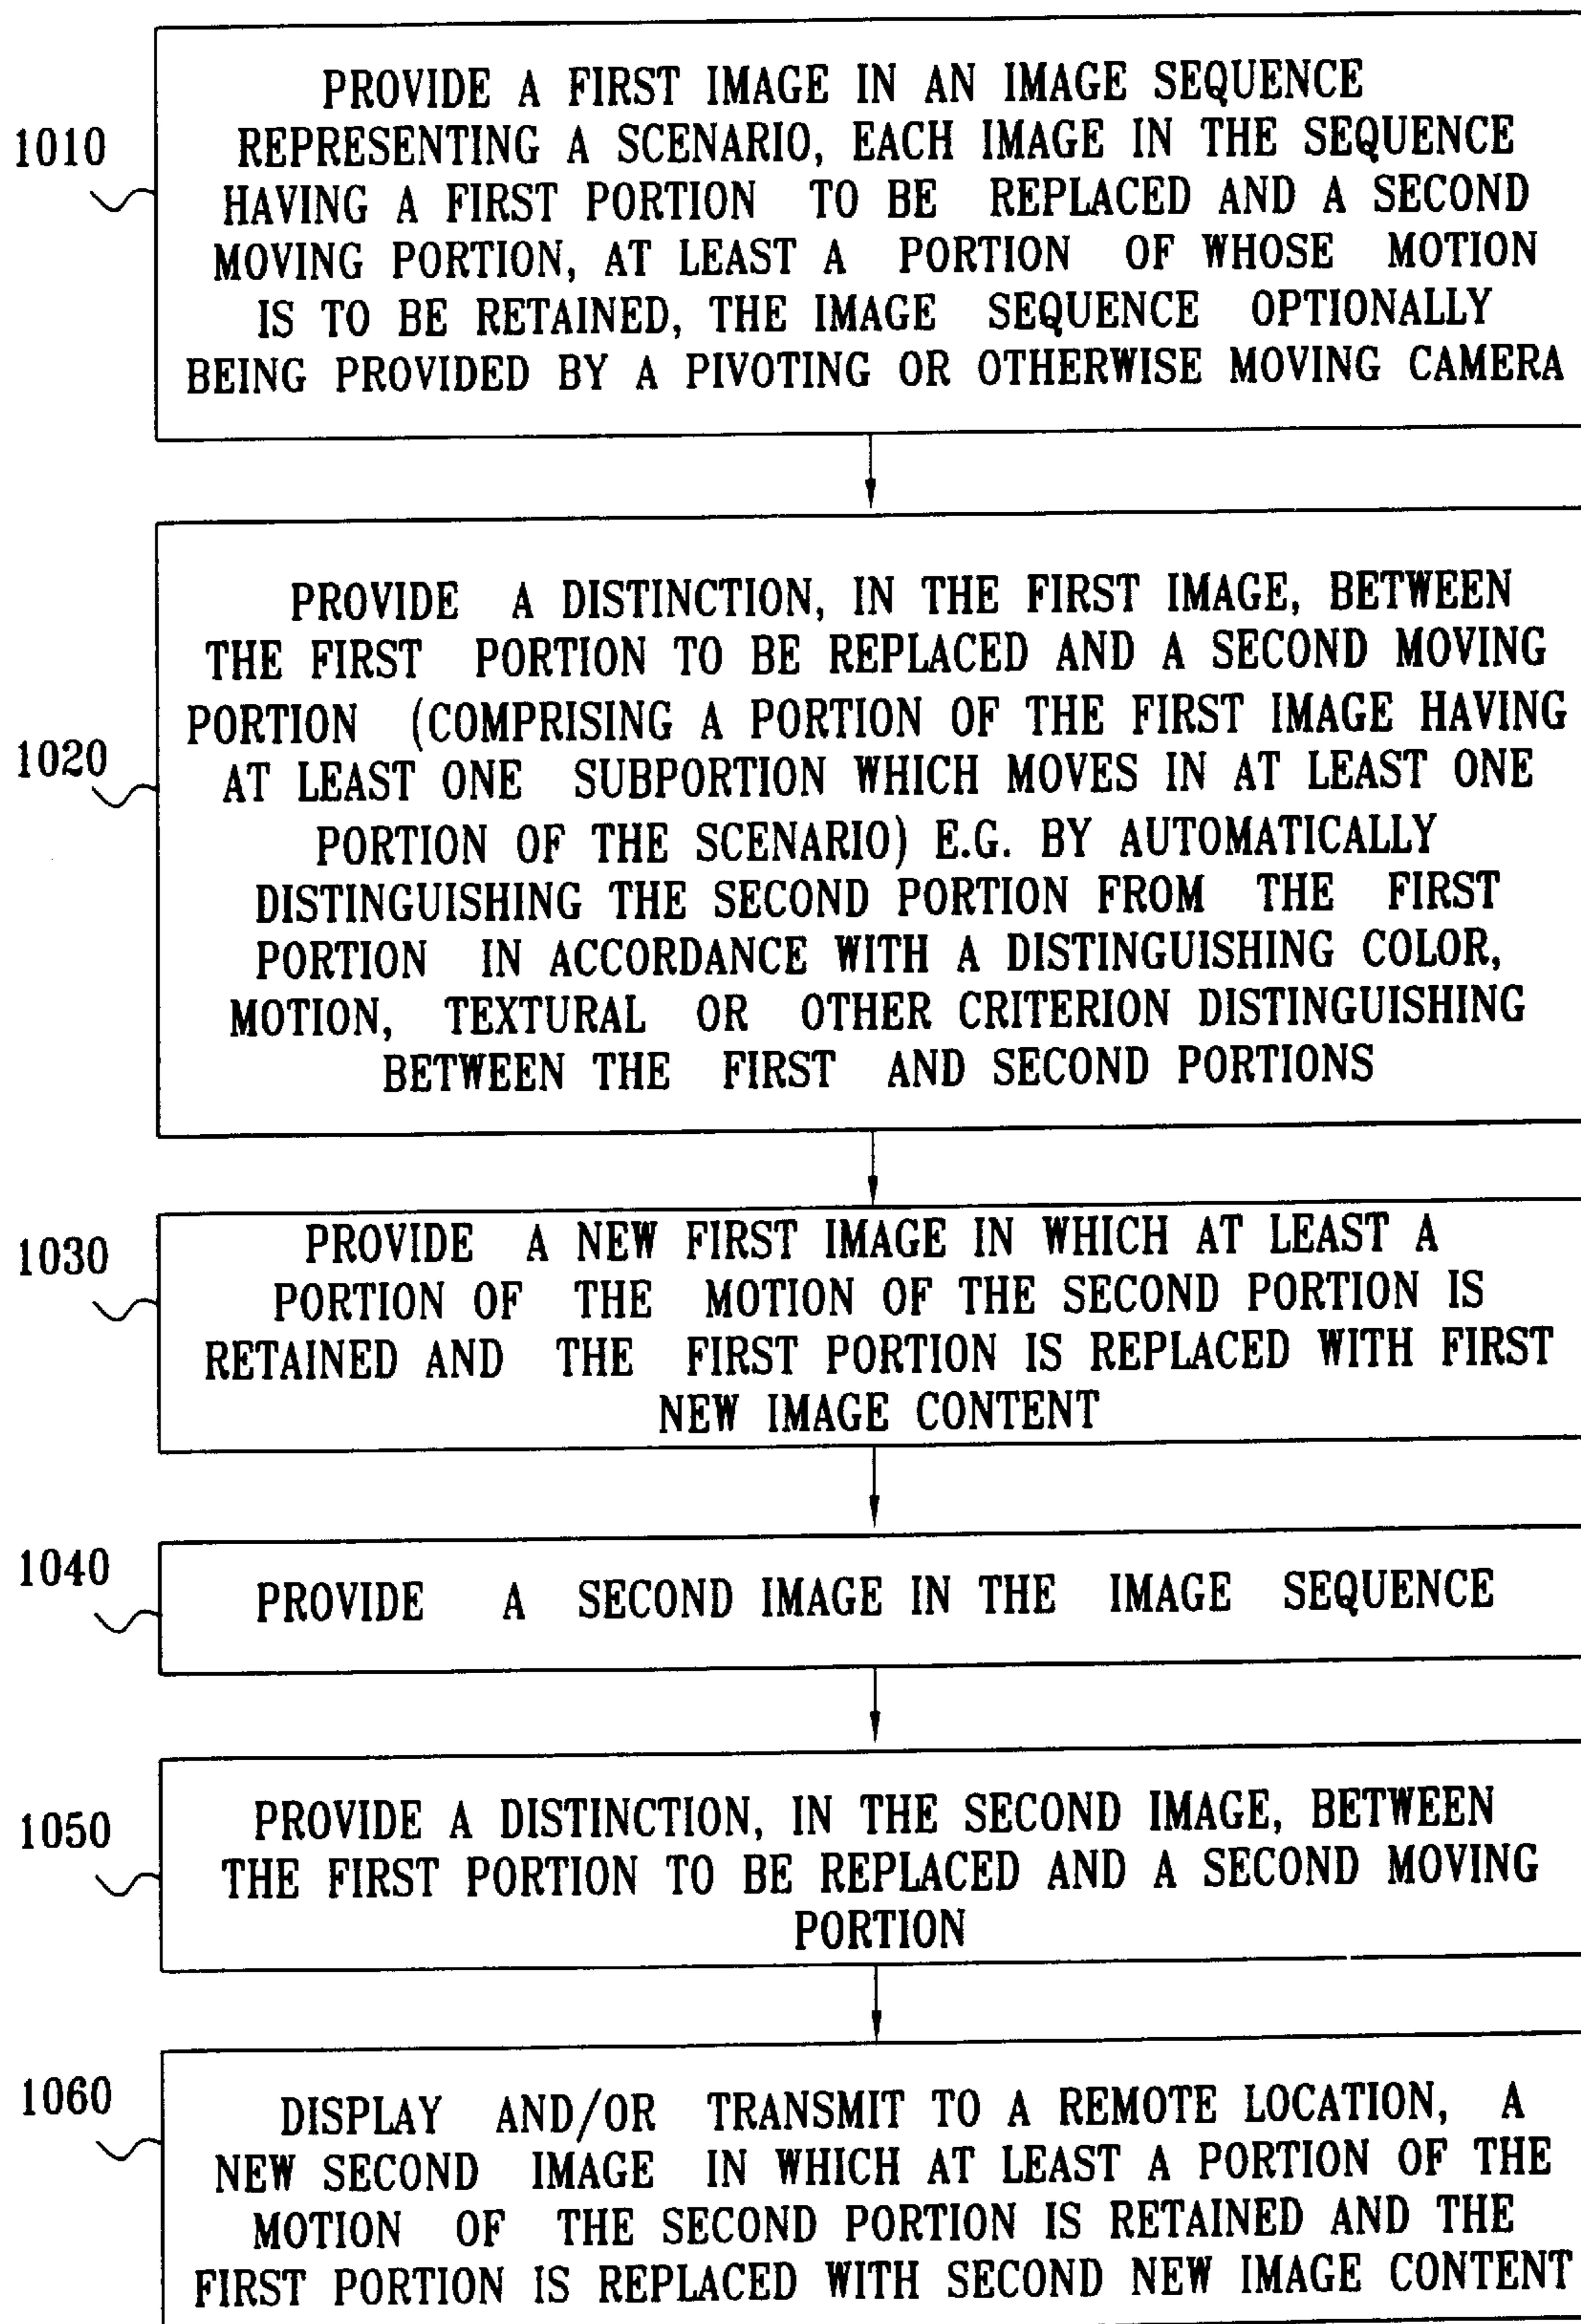 PROVIDE A FIRST IMAGE IN AN IMAGE SEQUENCE
1010
REPRESENTING A SCENARIO, EACH IMAGE IN THE SEQUENCE
HAVING A FIRST PORTION TO BE REPLACED AND A SECOND
MOVING PORTION, AT LEAST A PORTION OF WHOSE MOTION
IS TO BE RETAINED, THE IMAGE SEQUENCE OPTIONALLY
BEING PROVIDED BY A PIVOTING OR OTHERWISE MOVING CAMERA
PROVIDE A DISTINCTION, IN THE FIRST IMAGE, BETWEEN
THE FIRST PORTION TO BE REPLACED AND A SECOND MOVING
PORTION (COMPRISING A PORTION OF THE FIRST IMAGE HAVING
1020
AT LEAST ONE SUBPORTION WHICH MOVES IN AT LEAST ONE
PORTION OF THE SCENARIO) E.G. BY AUTOMATICALLY
DISTINGUISHING THE SECOND PORTION FROM THE FIRST
PORTION IN ACCORDANCE WITH A DISTINGUISHING COLOR,
MOTION, TEXTURAL OR OTHER CRITERION DISTINGUISHING
BETWEEN THE FIRST AND SECOND PORTIONS
1030
PROVIDE A NEW FIRST IMAGE IN WHICH AT LEAST A
PORTION OF THE MOTION OF THE SECOND PORTION IS
RETAINED AND THE FIRST PORTION IS REPLACED WITH FIRST
NEW IMAGE CONTENT
1040
PROVIDE A SECOND IMAGE IN THE IMAGE SEQUENCE
1050
PROVIDE A DISTINCTION, IN THE SECOND IMAGE, BETWEEN
THE FIRST PORTION TO BE REPLACED AND A SECOND MOVING
PORTION
1060
DISPLAY AND/OR TRANSMIT TO A REMOTE LOCATION, A
NEW SECOND IMAGE IN WHICH AT LEAST A PORTION OF THE
MOTION OF THE SECOND PORTION IS RETAINED AND THE
FIRST PORTION IS REPLACED WITH SECOND NEW IMAGE CONTENT